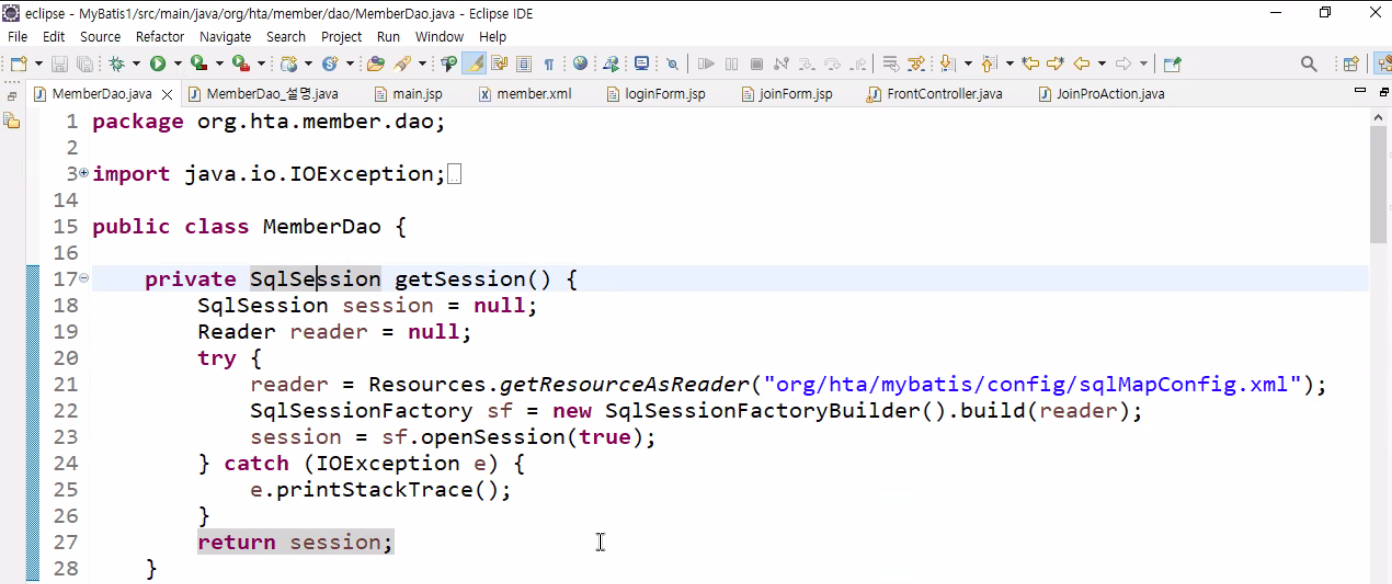 eclipse - MyBatis1/src/main/java/org/hta/member/dao/MemberDao.java - Eclipse IDE
File Edit Source Refactor Navigate Search Project Run Window Help
MemberDao.java MemberDao_설명.java main.jsp member.xml loginForm.jsp joinForm.jsp FrontController.java JoinProAction.java
1 package org.hta.member.dao;
2
3 import java.io.IOException;
14
15 public class MemberDao {
16
17 private SqlSession getSession() {
18 SqlSession session = null;
19 Reader reader = null;
20 try {
21 reader = Resources.getResourceAsReader("org/hta/mybatis/config/sqlMapConfig.xml");
22 SqlSessionFactory sf = new SqlSessionFactoryBuilder().build(reader);
23 session = sf.openSession(true);
24 } catch (IOException e) {
25 e.printStackTrace();
26 }
27 return session;
28 }